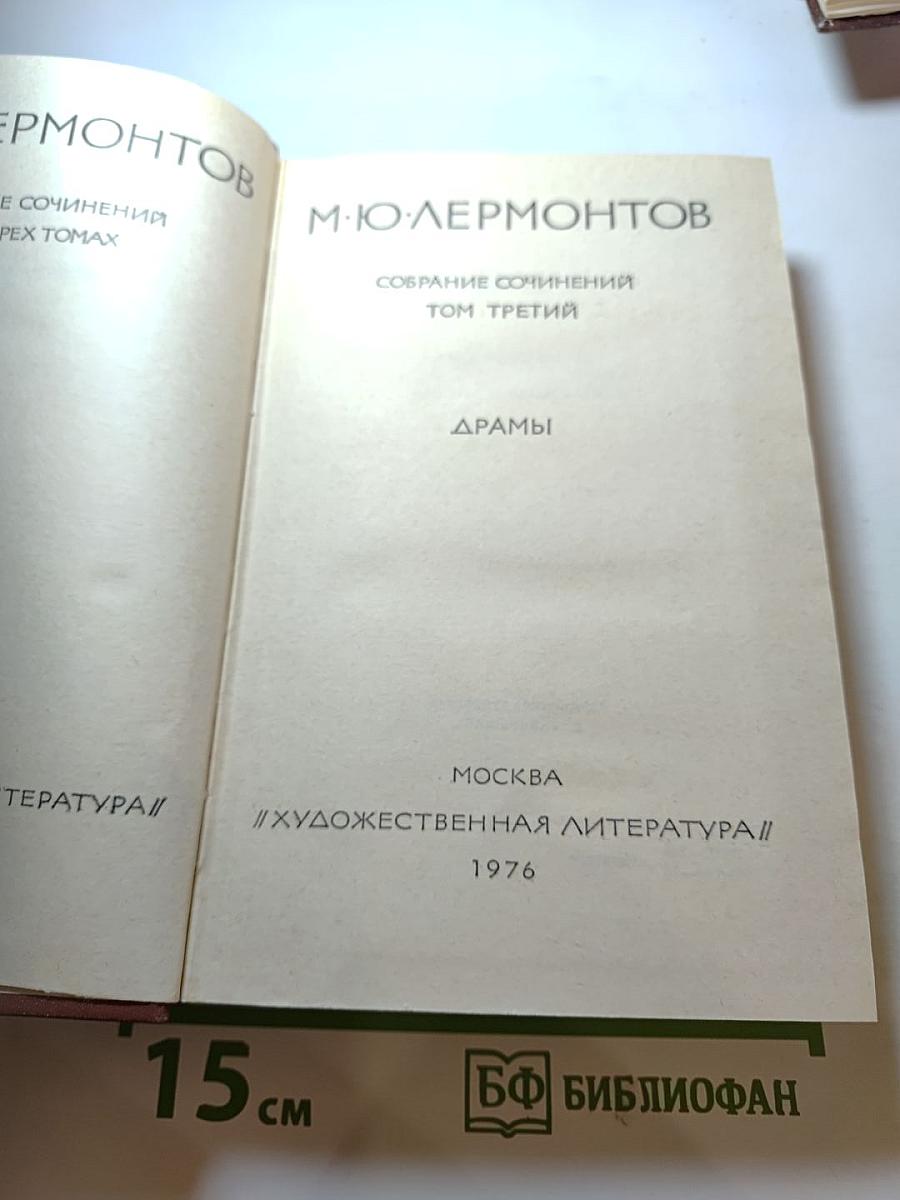 ЕРМОНТОВ
Е СОЧИНЕНИЙ
РЕХ ТОМАХ
ТЕРАТУРА//
М·Ю·ЛЕРМОНТОВ
СОБРАНИЕ СОЧИНЕНИЙ
ТОМ ТРЕТИЙ
ДРАМЫ
МОСКВА
//ХУДОЖЕСТВЕННАЯ ЛИТЕРАТУРА//
1976
15 см
БФ БИБЛИОФАН